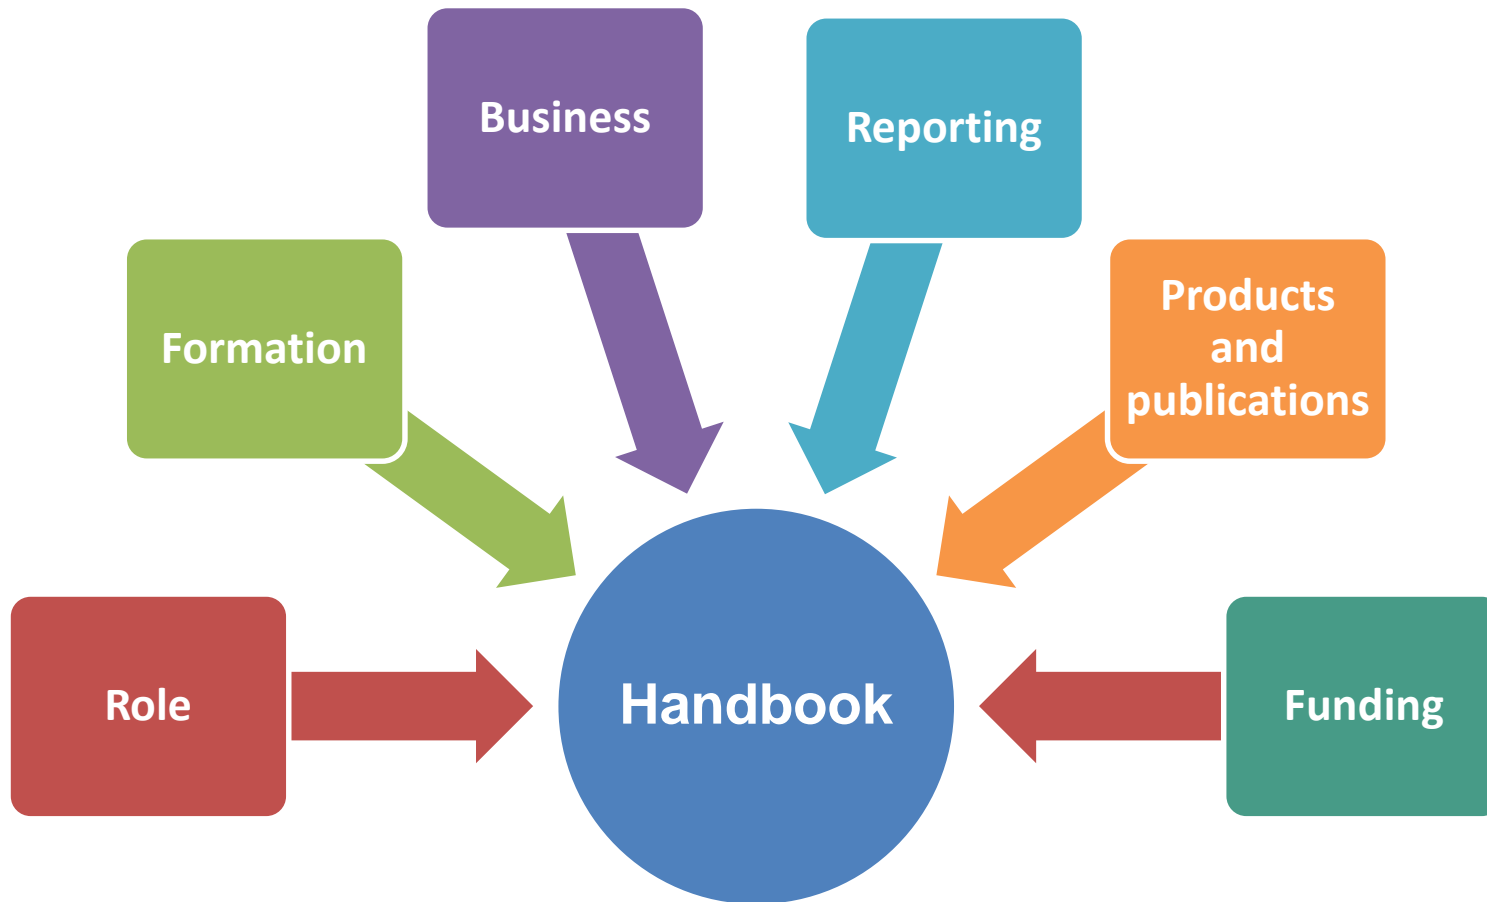 Business
Reporting
Formation
Products
and
publications
Role
Handbook
Funding